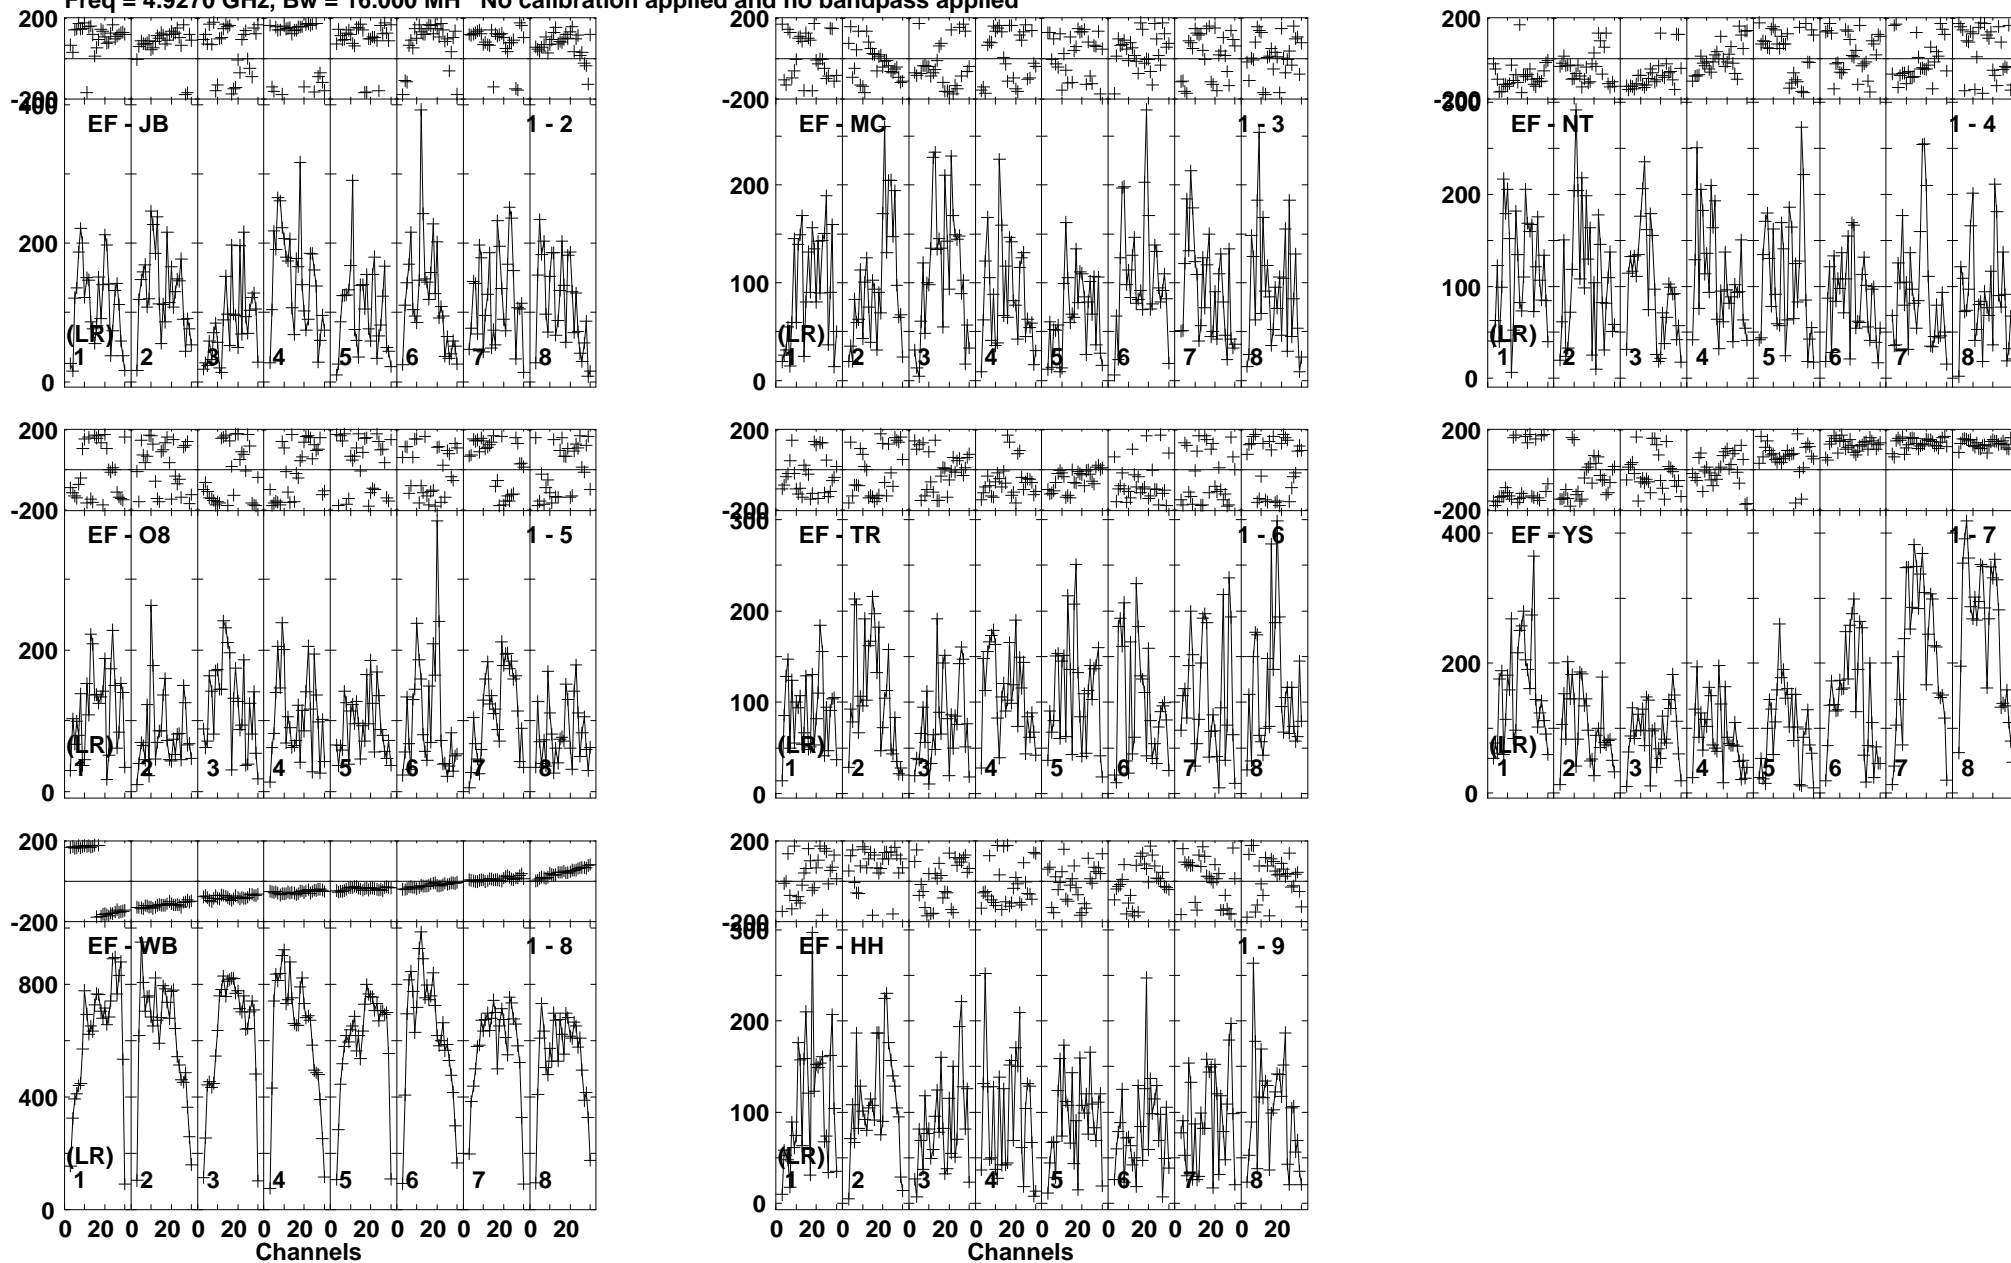 Freq = 4.9270 GHz, Bw = 16.000 MH No calibration applied and no bandpass applied
200
-200
400
200
0
EF - JB 1 - 2
(LR)
1 2 3 4 5 6 7 8
200
-200
200
100
0
EF - MC 1 - 3
(LR)
1 2 3 4 5 6 7 8
200
-200
300
200
100
0
EF - NT 1 - 4
(LR)
1 2 3 4 5 6 7 8
200
-200
200
0
EF - O8 1 - 5
(LR)
1 2 3 4 5 6 7 8
200
-200
300
200
100
0
EF - TR 1 - 6
(LR)
1 2 3 4 5 6 7 8
200
-200
400
200
0
EF - YS 1 - 7
(LR)
1 2 3 4 5 6 7 8
200
-200
800
400
0
EF - WB 1 - 8
(LR)
1 2 3 4 5 6 7 8
0 20 0 20 0 20 0 20 0 20 0 20 0 20 0 20
Channels
200
-200
300
200
100
0
EF - HH 1 - 9
(LR)
1 2 3 4 5 6 7 8
0 20 0 20 0 20 0 20 0 20 0 20 0 20 0 20
Channels